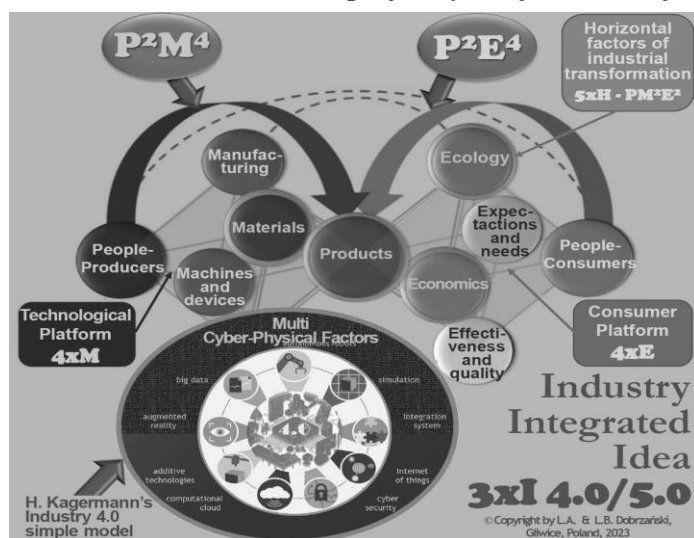 P²M⁴
P²E⁴
Horizontal
factors of
industrial
transformation
5xH - PM²E²
Manufac-
turing
Ecology
Materials
Expec-
tactions and
needs
People-
Producers
Products
People-
Consumers
Machines
and
devices
Economics
Technological
Platform
4xM
Multi
Cyber-Physical Factors
Effecti-
veness and
quality
Consumer
Platform
4xE
big data
simulation
augmented
reality
Integration
system
4.0
additive
technologies
Internet
of things
computational
cloud
cyber
security
Industry
Integrated
Idea
3xI 4.0/5.0
H. Kagermann's
Industry 4.0
simple model
©Copyright by L.A. & L.B. Dobrzański,
Gliwice, Poland, 2023